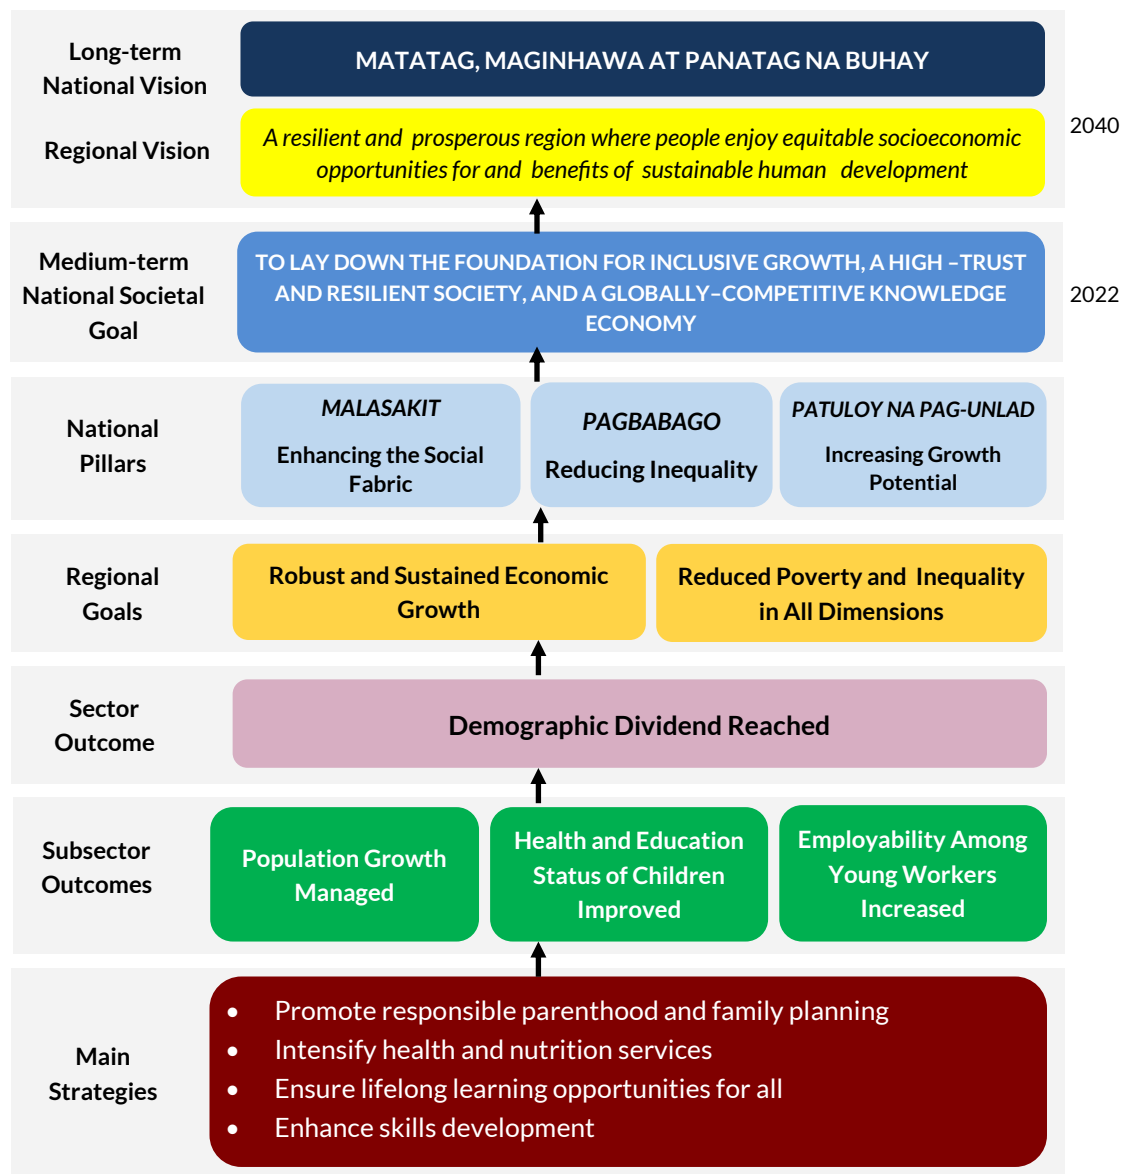 Long-term
National Vision
MATATAG, MAGINHAWA AT PANATAG NA BUHAY
Regional Vision
A resilient and prosperous region where people enjoy equitable socioeconomic
opportunities for and benefits of sustainable human development
2040
Medium-term
National Societal
Goal
TO LAY DOWN THE FOUNDATION FOR INCLUSIVE GROWTH, A HIGH –TRUST
AND RESILIENT SOCIETY, AND A GLOBALLY–COMPETITIVE KNOWLEDGE
ECONOMY
2022
National
Pillars
MALASAKIT
Enhancing the Social
Fabric
PAGBABAGO
Reducing Inequality
PATULOY NA PAG-UNLAD
Increasing Growth
Potential
Regional
Goals
Robust and Sustained Economic
Growth
Reduced Poverty and Inequality
in All Dimensions
Sector
Outcome
Demographic Dividend Reached
Subsector
Outcomes
Population Growth
Managed
Health and Education
Status of Children
Improved
Employability Among
Young Workers
Increased
Main
Strategies
• Promote responsible parenthood and family planning
• Intensify health and nutrition services
• Ensure lifelong learning opportunities for all
• Enhance skills development